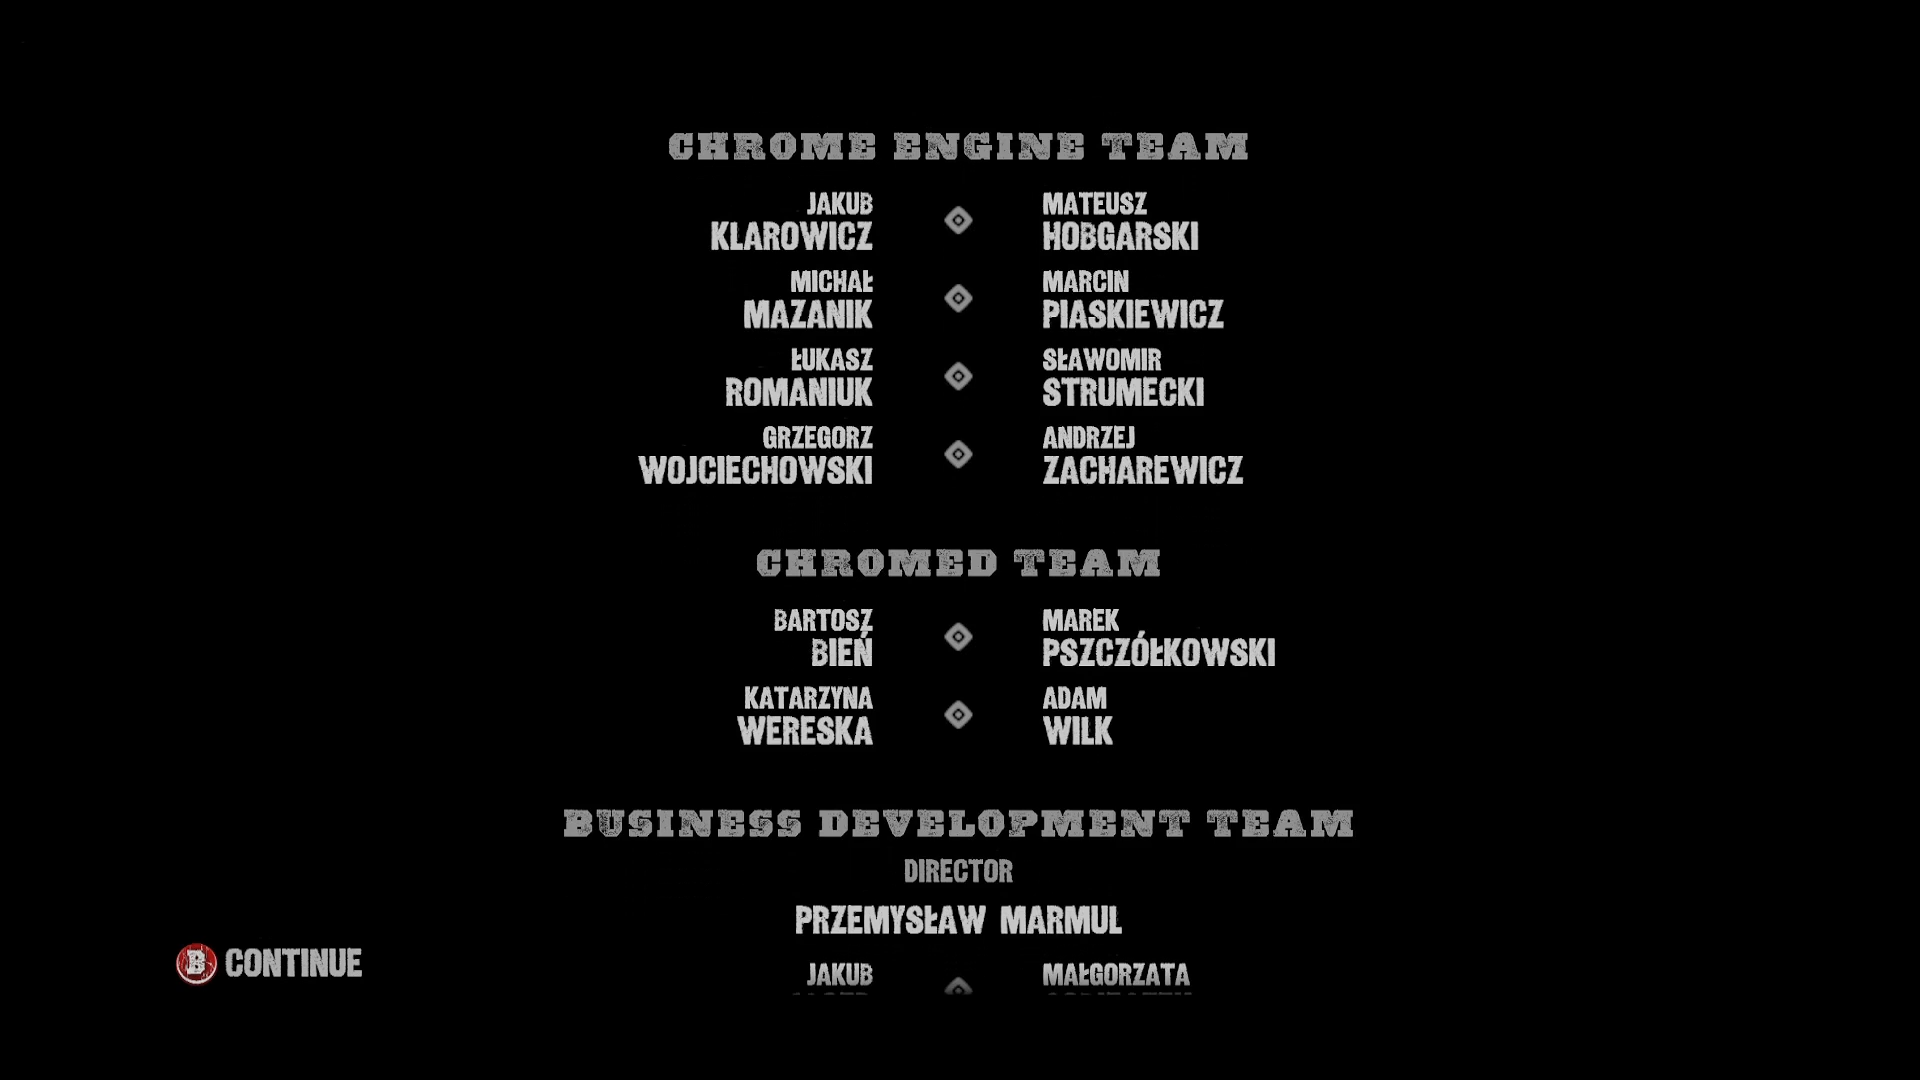 CHROME ENGINE TEAM
JAKUB
KLAROWICZ
MATEUSZ
HOBGARSKI
MICHAŁ
MAZANIK
MARCIN
PIASKIEWICZ
ŁUKASZ
ROMANIUK
SŁAWOMIR
STRUMECKI
GRZEGORZ
WOJCIECHOWSKI
ANDRZEJ
ZACHAREWICZ
CHROMED TEAM
BARTOSZ
BIEŃ
MAREK
PSZCZÓŁKOWSKI
KATARZYNA
WERESKA
ADAM
WILK
BUSINESS DEVELOPMENT TEAM
DIRECTOR
PRZEMYSŁAW MARMUL
JAKUB
MAŁGORZATA
B CONTINUE